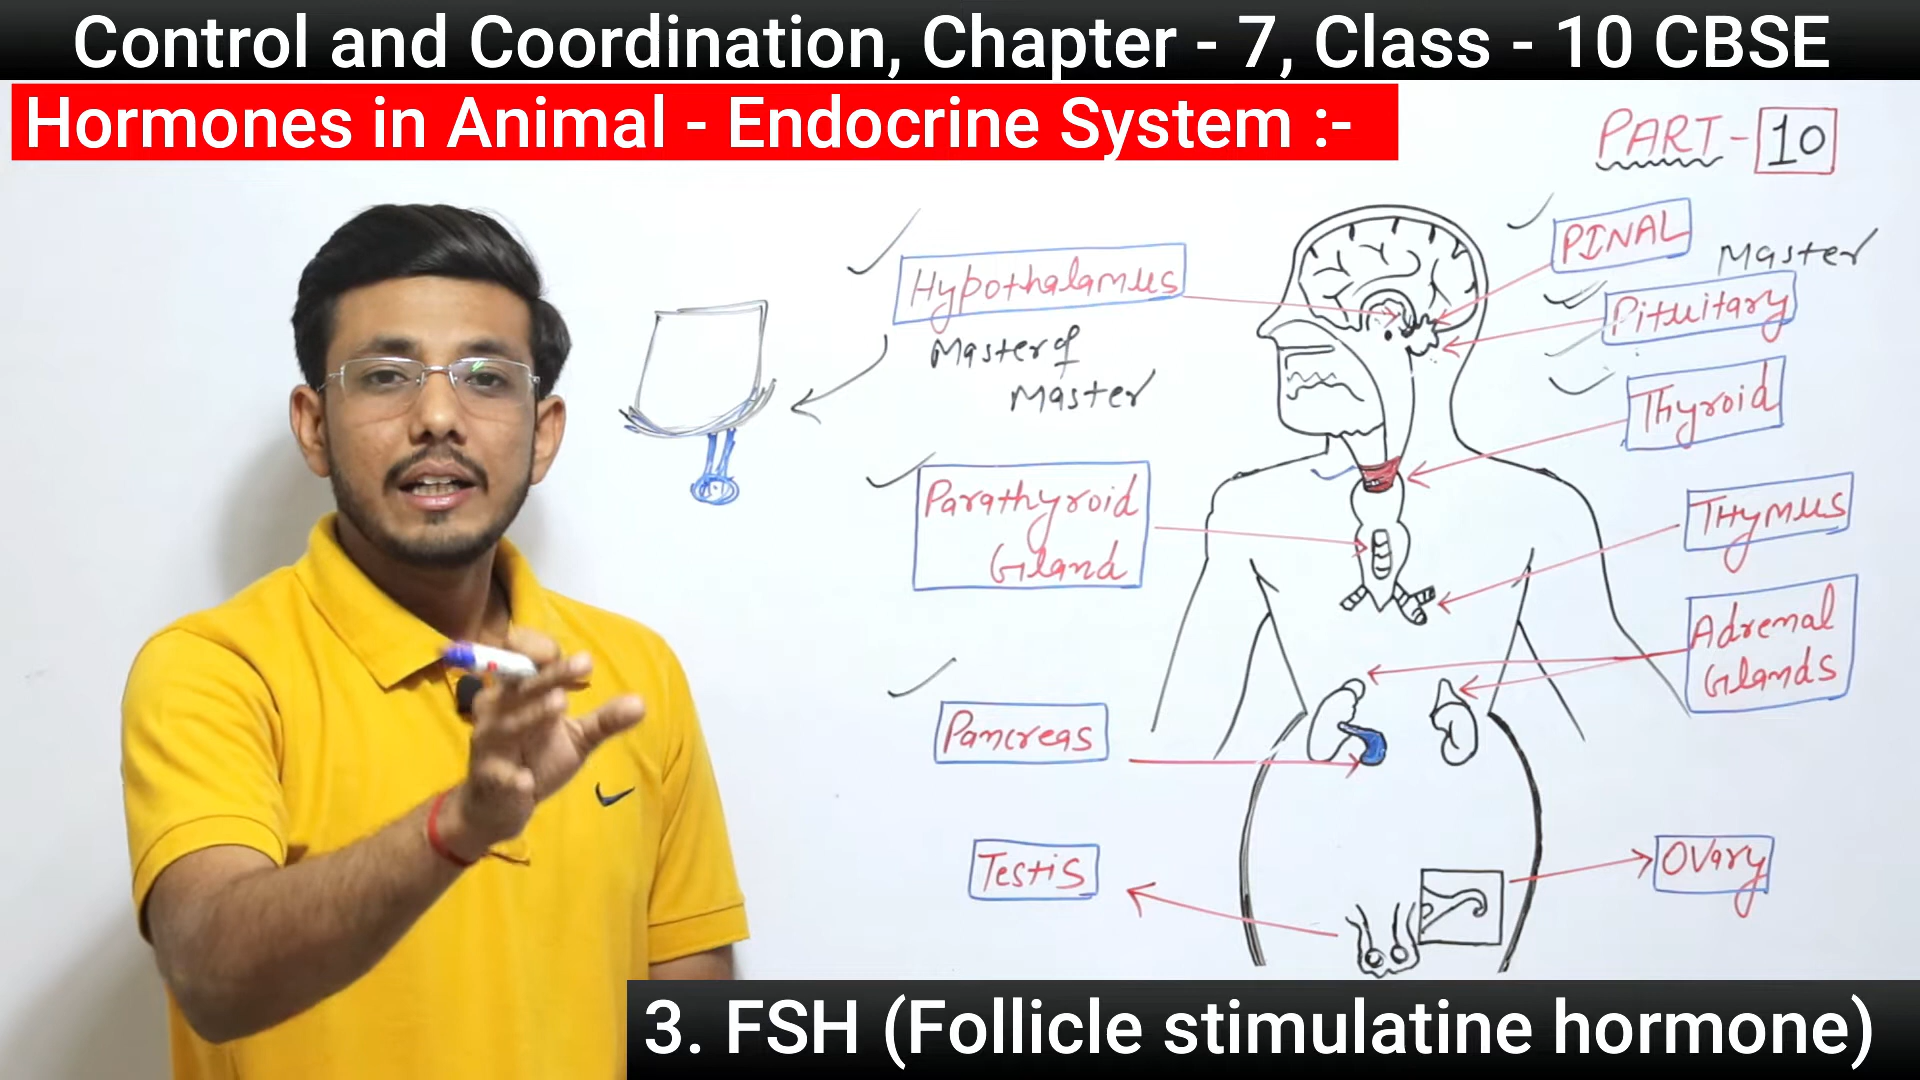 Control and Coordination, Chapter - 7, Class - 10 CBSE
Hormones in Animal - Endocrine System :-
PART - 10
PINAL
Master
Hypothalamus
Pituitary
Master of
Master
Thyroid
Parathyroid
Gland
THYMUS
Adrenal
Glands
Pancreas
Testis
Ovary
3. FSH (Follicle stimulatine hormone)